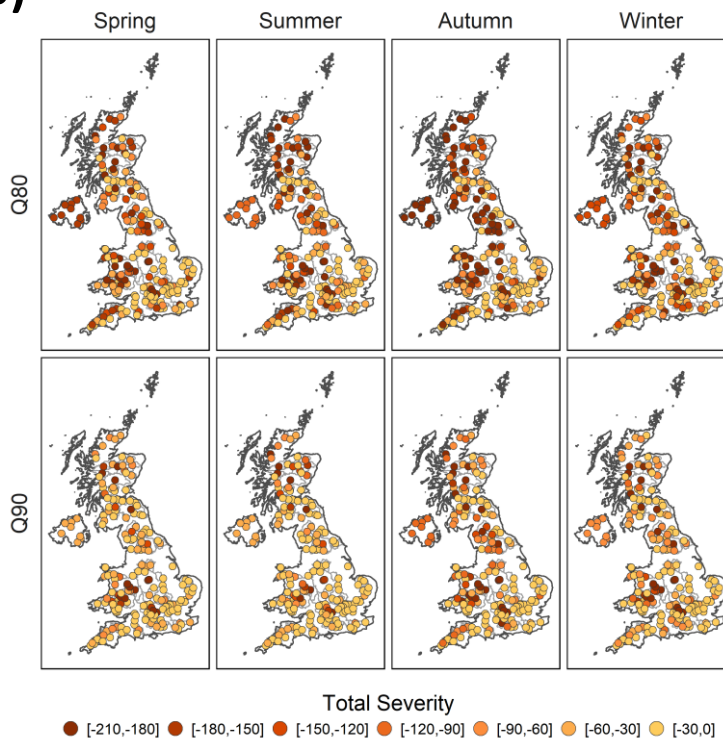 Spring Summer Autumn Winter
Q80
Q90
Total Severity
[-210,-180] [-180,-150] [-150,-120] [-120,-90] [-90,-60] [-60,-30] [-30,0]